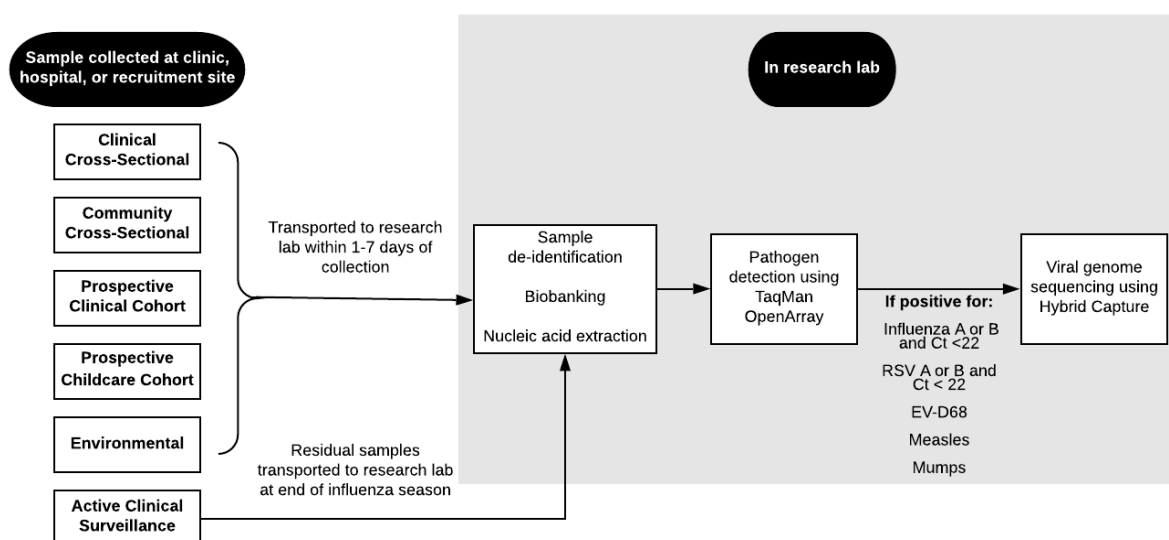 Sample collected at clinic,
hospital, or recruitment site
In research lab
Clinical
Cross-Sectional
Community
Cross-Sectional
Prospective
Clinical Cohort
Prospective
Childcare Cohort
Environmental
Active Clinical
Surveillance
Transported to research
lab within 1-7 days of
collection
Residual samples
transported to research lab
at end of influenza season
Sample
de-identification
Biobanking
Nucleic acid extraction
Pathogen
detection using
TaqMan
OpenArray
If positive for:
Influenza A or B
and Ct <22
RSV A or B and
Ct < 22
EV-D68
Measles
Mumps
Viral genome
sequencing using
Hybrid Capture